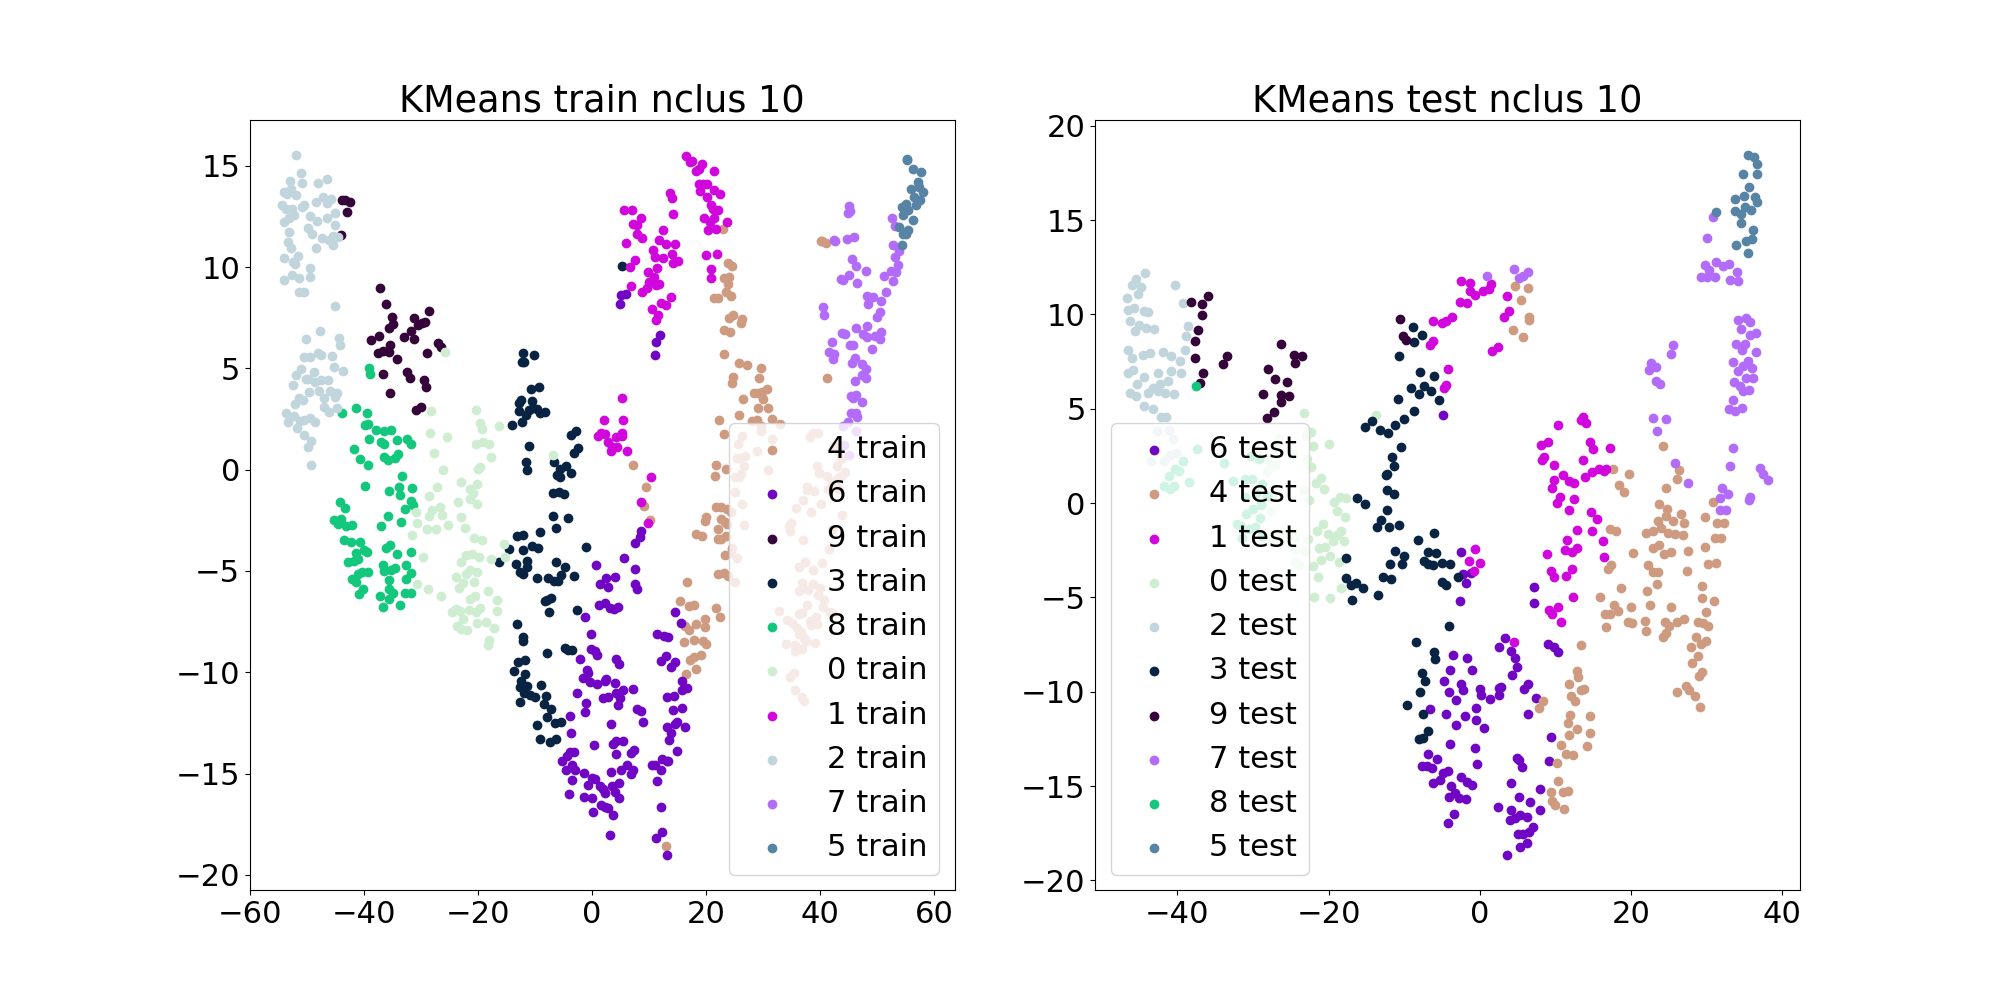 KMeans train nclus 10
15
10
5
0
−5
−10
−15
−20
−60
−40
−20
0
20
40
60
4 train
6 train
9 train
3 train
8 train
0 train
1 train
2 train
7 train
5 train
KMeans test nclus 10
20
15
10
5
0
−5
−10
−15
−20
−40
−20
0
20
40
6 test
4 test
1 test
0 test
2 test
3 test
9 test
7 test
8 test
5 test